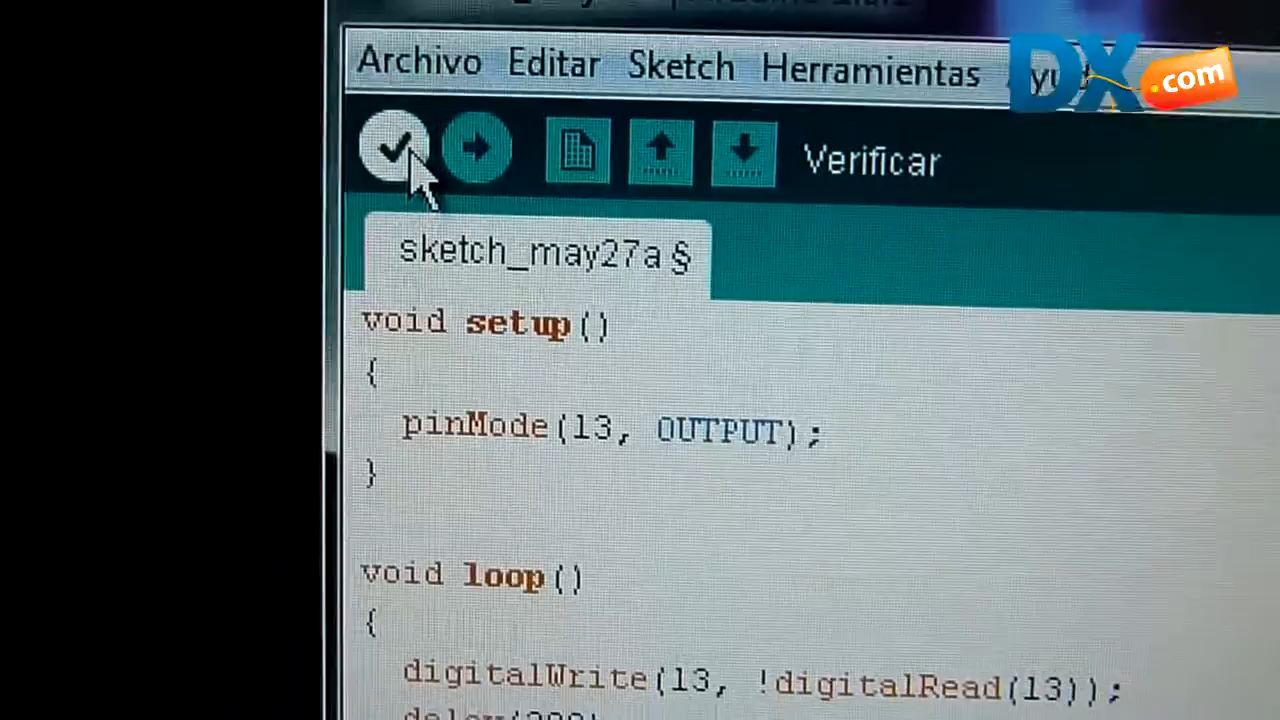 DX.com
Archivo Editar Sketch Herramientas
Verificar
sketch_may27a §
void setup()
{
pinMode(13, OUTPUT);
}
void loop()
{
digitalWrite(13, !digitalRead(13));